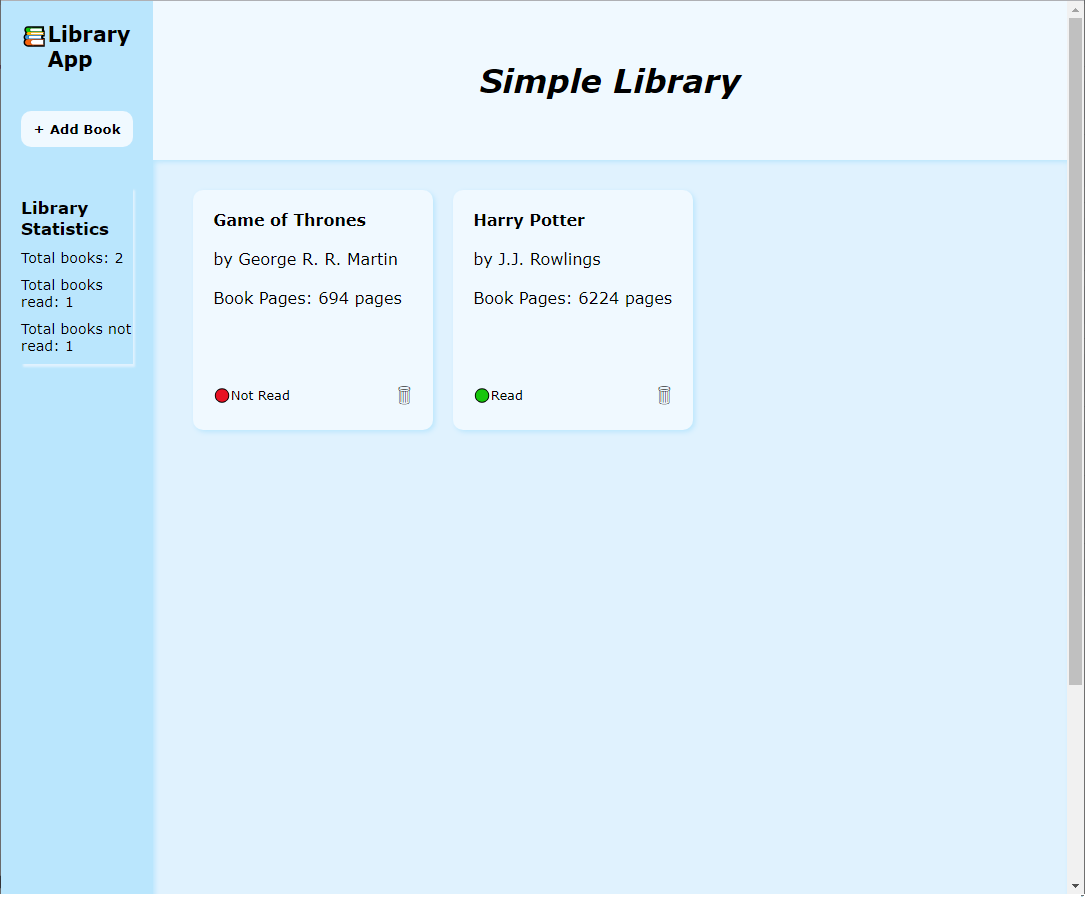 Library
App
+ Add Book
Library
Statistics
Total books: 2
Total books
read: 1
Total books not
read: 1
Simple Library
Game of Thrones
by George R. R. Martin
Book Pages: 694 pages
Not Read
Harry Potter
by J.J. Rowlings
Book Pages: 6224 pages
Read